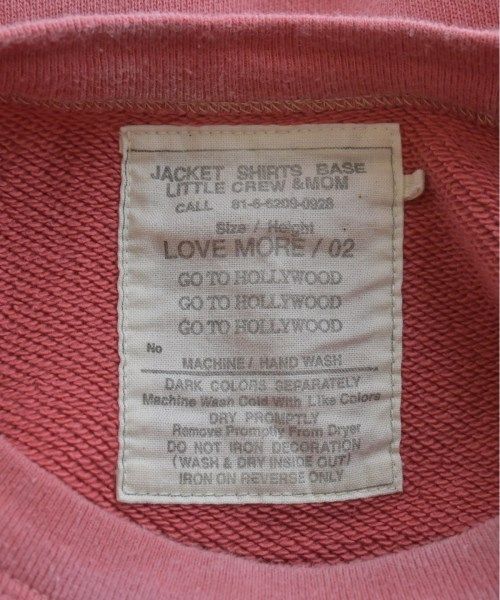 JACKET SHIRTS BASE
LITTLE CREW &MOM
CALL 81-6-6209-0928
Size / Height
LOVE MORE / 02
GO TO HOLLYWOOD
GO TO HOLLYWOOD
GO TO HOLLYWOOD
No
MACHINE / HAND WASH
DARK COLORS SEPARATELY
Machine Wash Cold With Like Colors
DRY PROMPTLY
Remove Promptly From Dryer
DO NOT IRON DECORATION
(WASH & DRY INSIDE OUT)
IRON ON REVERSE ONLY